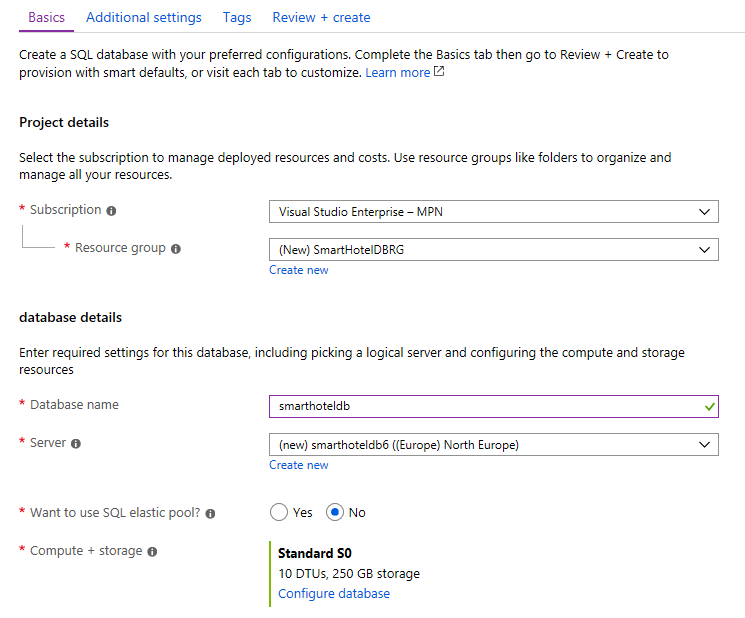 Basics Additional settings Tags Review + create
Create a SQL database with your preferred configurations. Complete the Basics tab then go to Review + Create to
provision with smart defaults, or visit each tab to customize. Learn more
Project details
Select the subscription to manage deployed resources and costs. Use resource groups like folders to organize and
manage all your resources.
* Subscription Visual Studio Enterprise – MPN
* Resource group (New) SmartHotelDBRG
Create new
database details
Enter required settings for this database, including picking a logical server and configuring the compute and storage
resources
* Database name smarthoteldb
* Server (new) smarthoteldb6 ((Europe) North Europe)
Create new
* Want to use SQL elastic pool? Yes No
* Compute + storage Standard S0
10 DTUs, 250 GB storage
Configure database